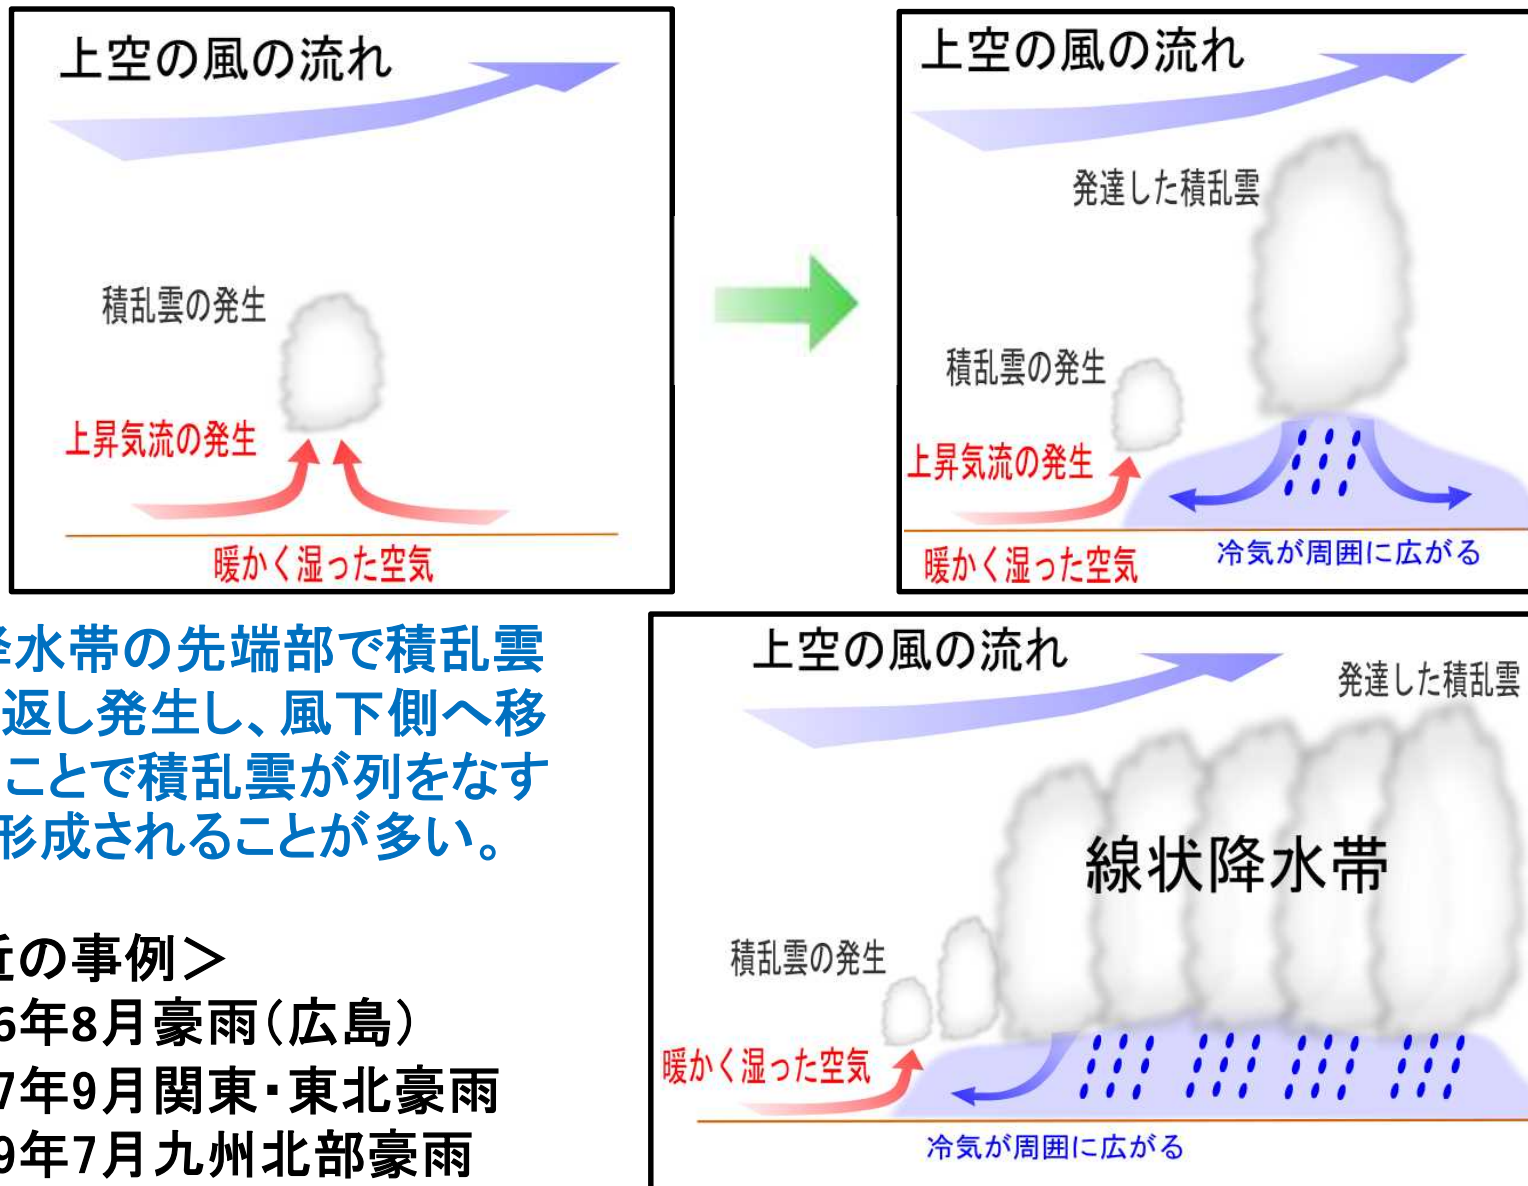 上空の風の流れ
積乱雲の発生
上昇気流の発生
暖かく湿った空気
上空の風の流れ
発達した積乱雲
積乱雲の発生
上昇気流の発生
暖かく湿った空気
冷気が周囲に広がる
降水帯の先端部で積乱雲
返し発生し、風下側へ移
ことで積乱雲が列をなす
形成されることが多い。
近の事例＞
6年8月豪雨（広島）
7年9月関東・東北豪雨
9年7月九州北部豪雨
上空の風の流れ
発達した積乱雲
線状降水帯
積乱雲の発生
暖かく湿った空気
冷気が周囲に広がる